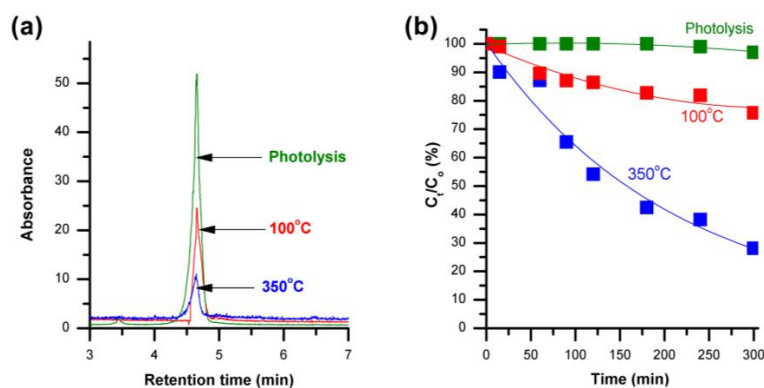 (a)
50
40
30
20
10
0
Absorbance
Photolysis
100°C
350°C
3 4 5 6 7
Retention time (min)
(b)
100
90
80
70
60
50
40
30
20
10
0
Ct/Co (%)
Photolysis
100°C
350°C
0 50 100 150 200 250 300
Time (min)